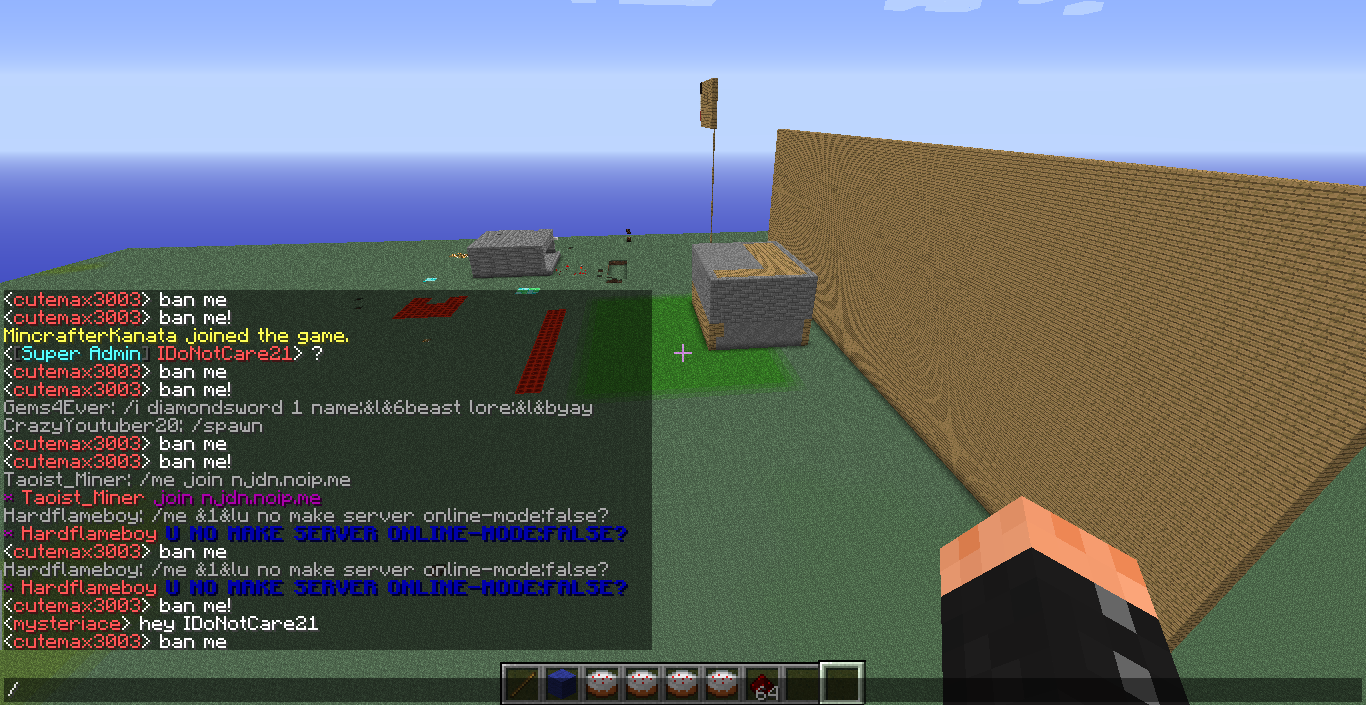 <cutemax3003> ban me
<cutemax3003> ban me!
MincrafterKanata joined the game.
<[Super Admin] IDoNotCare21> ?
<cutemax3003> ban me
<cutemax3003> ban me!
Gems4Ever: /i diamondsword 1 name:&l&6beast lore:&l&byay
CrazyYoutuber20: /spawn
<cutemax3003> ban me
<cutemax3003> ban me!
Taoist_Miner: /me join njdn.noip.me
* Taoist_Miner join njdn.noip.me
Hardflameboy: /me &1&lu no make server online-mode:false?
* Hardflameboy U NO MAKE SERVER ONLINE-MODE:FALSE?
<cutemax3003> ban me
Hardflameboy: /me &1&lu no make server online-mode:false?
* Hardflameboy U NO MAKE SERVER ONLINE-MODE:FALSE?
<cutemax3003> ban me!
<mysteriace> hey IDoNotCare21
<cutemax3003> ban me
/
64